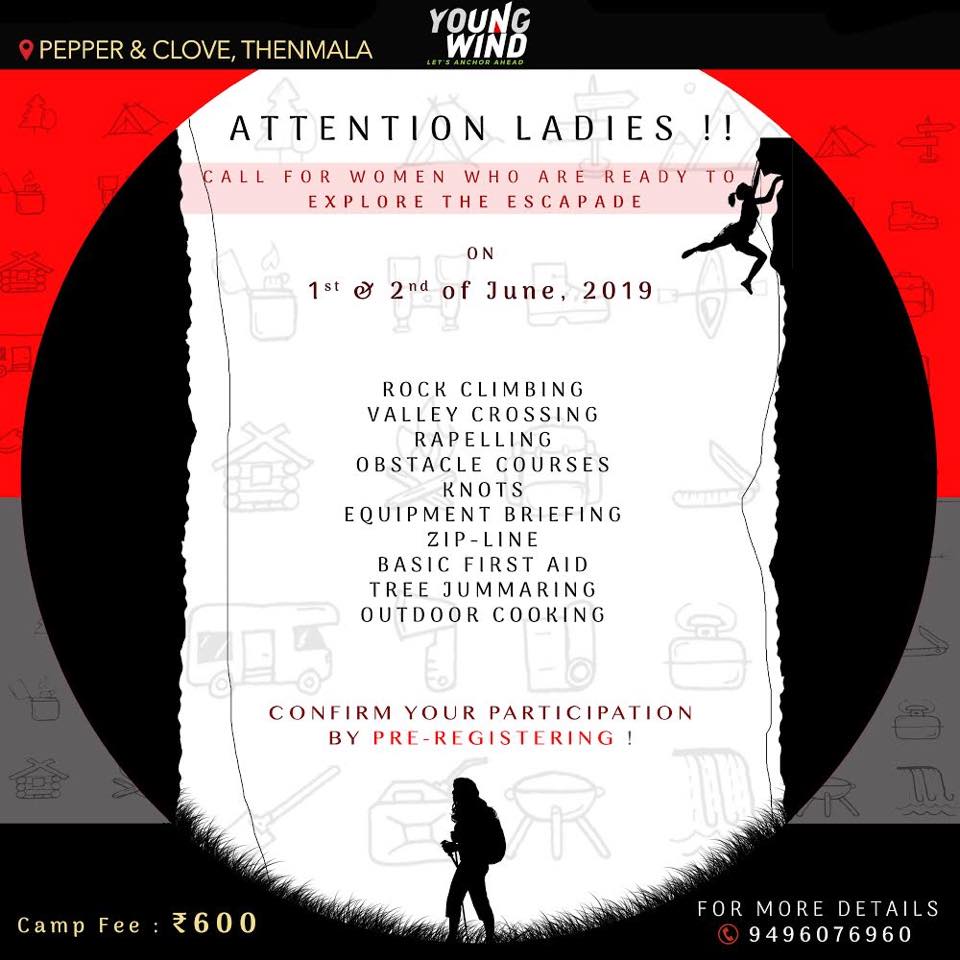 PEPPER & CLOVE, THENMALA
YOUNG
WIND
LET'S ANCHOR AHEAD
ATTENTION LADIES !!
CALL FOR WOMEN WHO ARE READY TO
EXPLORE THE ESCAPADE
ON
1st & 2nd of June, 2019
ROCK CLIMBING
VALLEY CROSSING
RAPELLING
OBSTACLE COURSES
KNOTS
EQUIPMENT BRIEFING
ZIP-LINE
BASIC FIRST AID
TREE JUMMARING
OUTDOOR COOKING
CONFIRM YOUR PARTICIPATION
BY PRE-REGISTERING !
Camp Fee : ₹600
FOR MORE DETAILS
9496076960